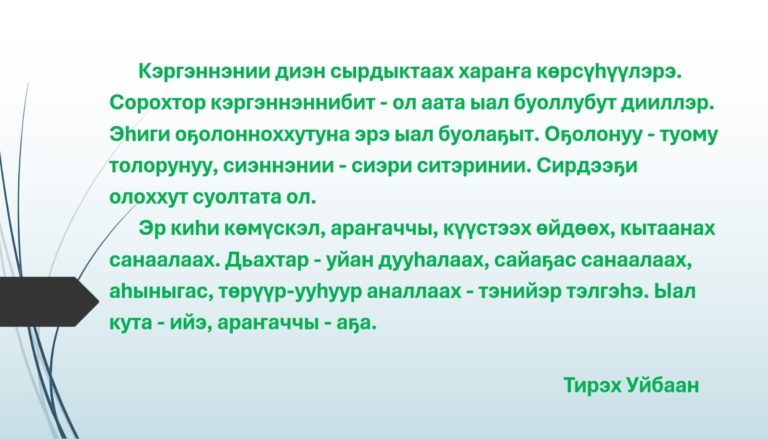 Кэргэннэнии диэн сырдыктаах хараҥа көрсүһүүлэрэ.
Сорохтор кэргэннэннибит - ол аата ыал буоллубут дииллэр.
Эһиги оҕолонноххутуна эрэ ыал буолаҕыт. Оҕолонуу - туому
толорунуу, сиэннэнии - сиэри ситэринии. Сирдээҕи
олоххут суолтата ол.
Эр киһи көмүскэл, араҥаччы, күүстээх өйдөөх, кытаанах
санаалаах. Дьахтар - уйан дууһалаах, сайаҕас санаалаах,
аһыныгас, төрүүр-ууһуур аналлаах - тэнийэр тэлгэһэ. Ыал
кута - ийэ, араҥаччы - аҕа.
Тирэх Уйбаан